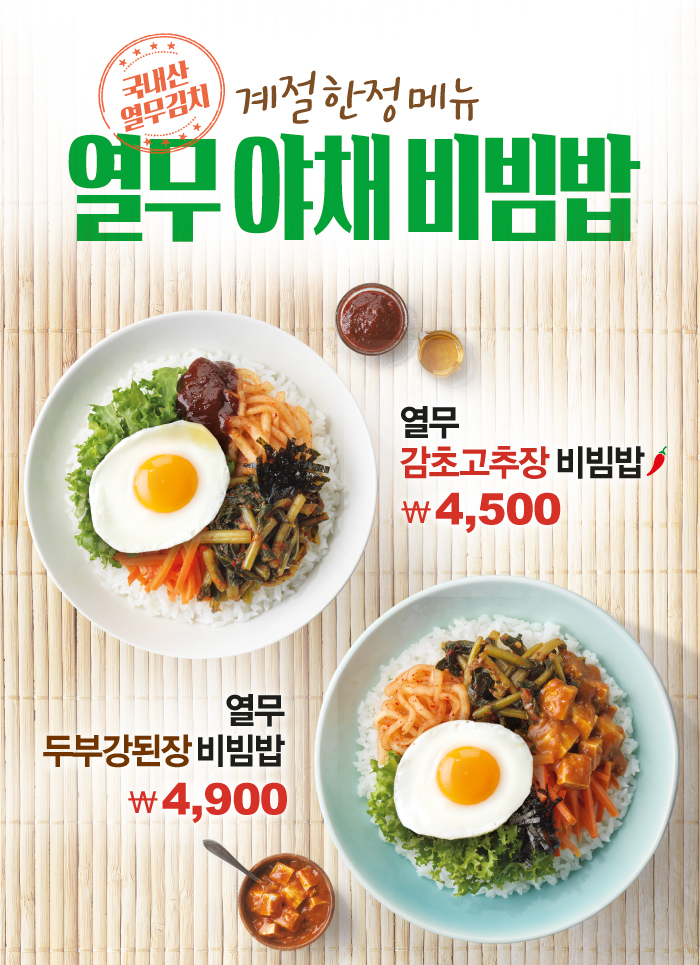 국내산
열무김치
계절 한정 메뉴
열무 야채 비빔밥
열무
감초고추장 비빔밥
₩4,500
열무
두부강된장 비빔밥
₩4,900